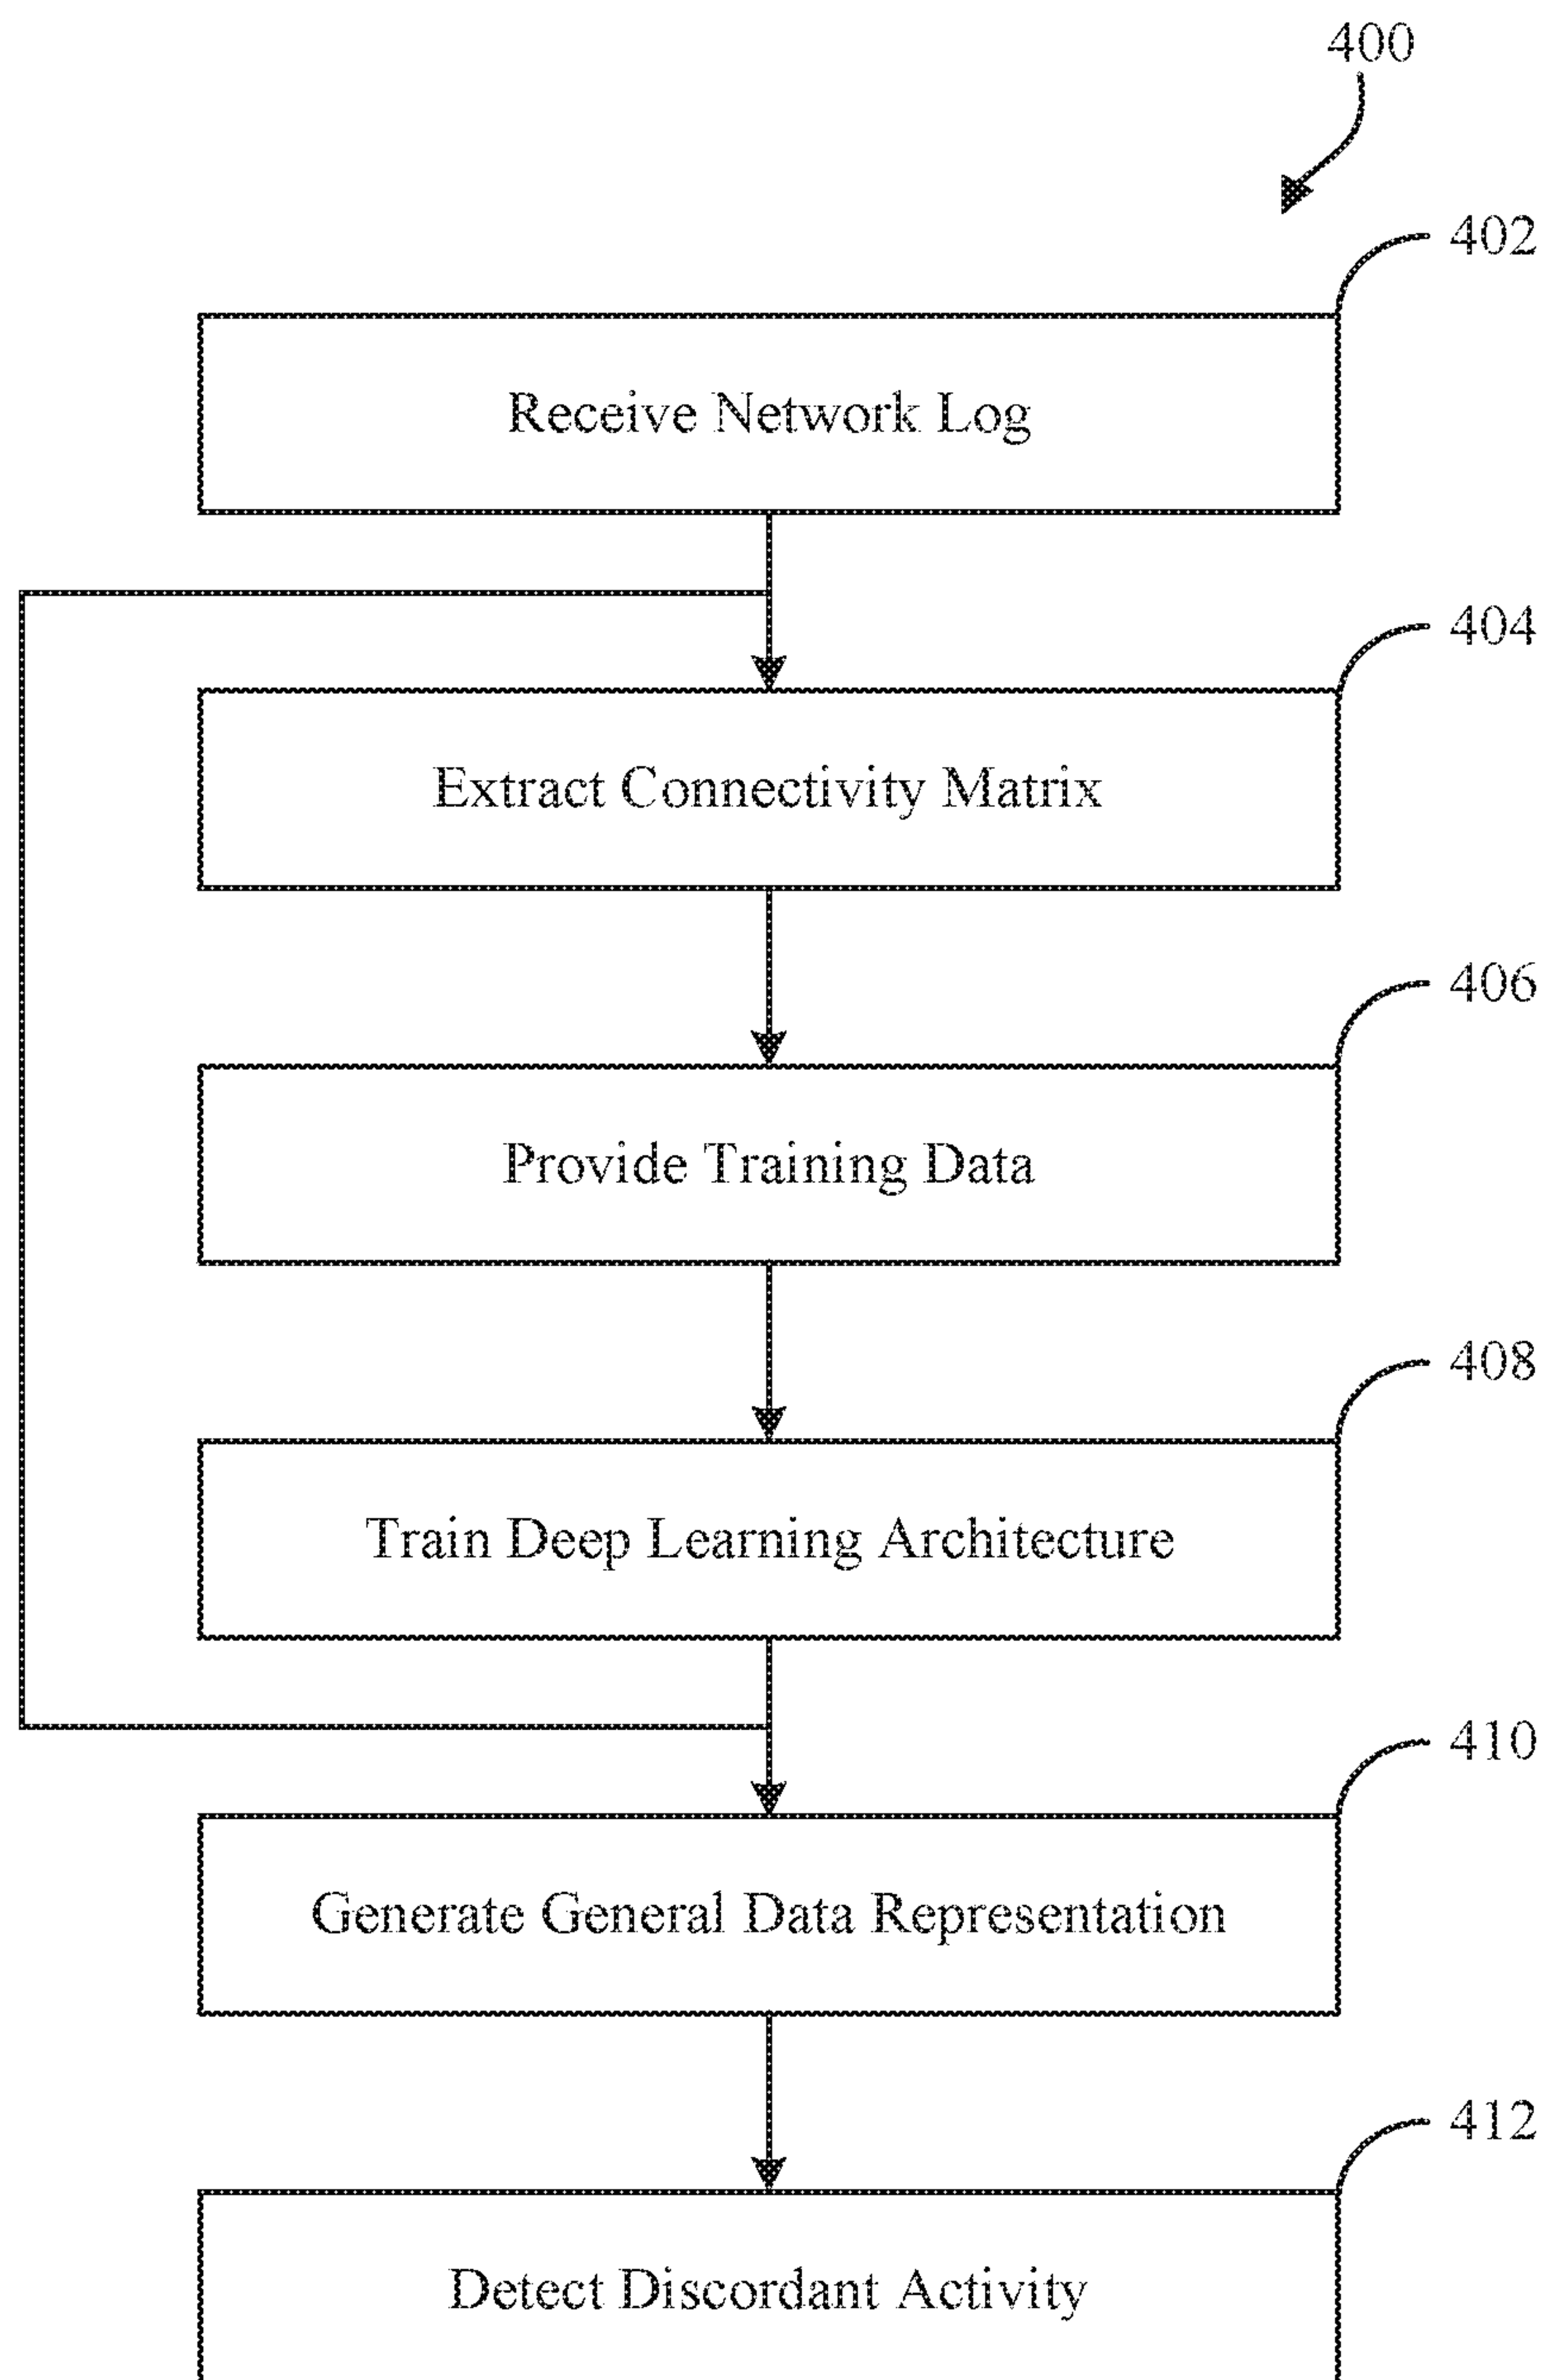 400
402
Receive Network Log
404
Extract Connectivity Matrix
406
Provide Training Data
408
Train Deep Learning Architecture
410
Generate General Data Representation
412
Detect Discordant Activity